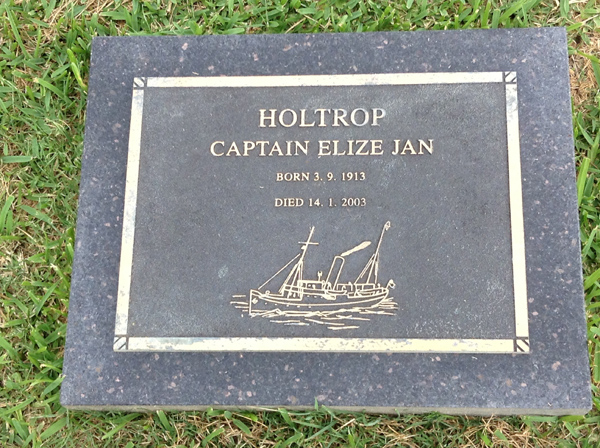 HOLTROP
CAPTAIN ELIZE JAN
BORN 3. 9. 1913
DIED 14. 1. 2003